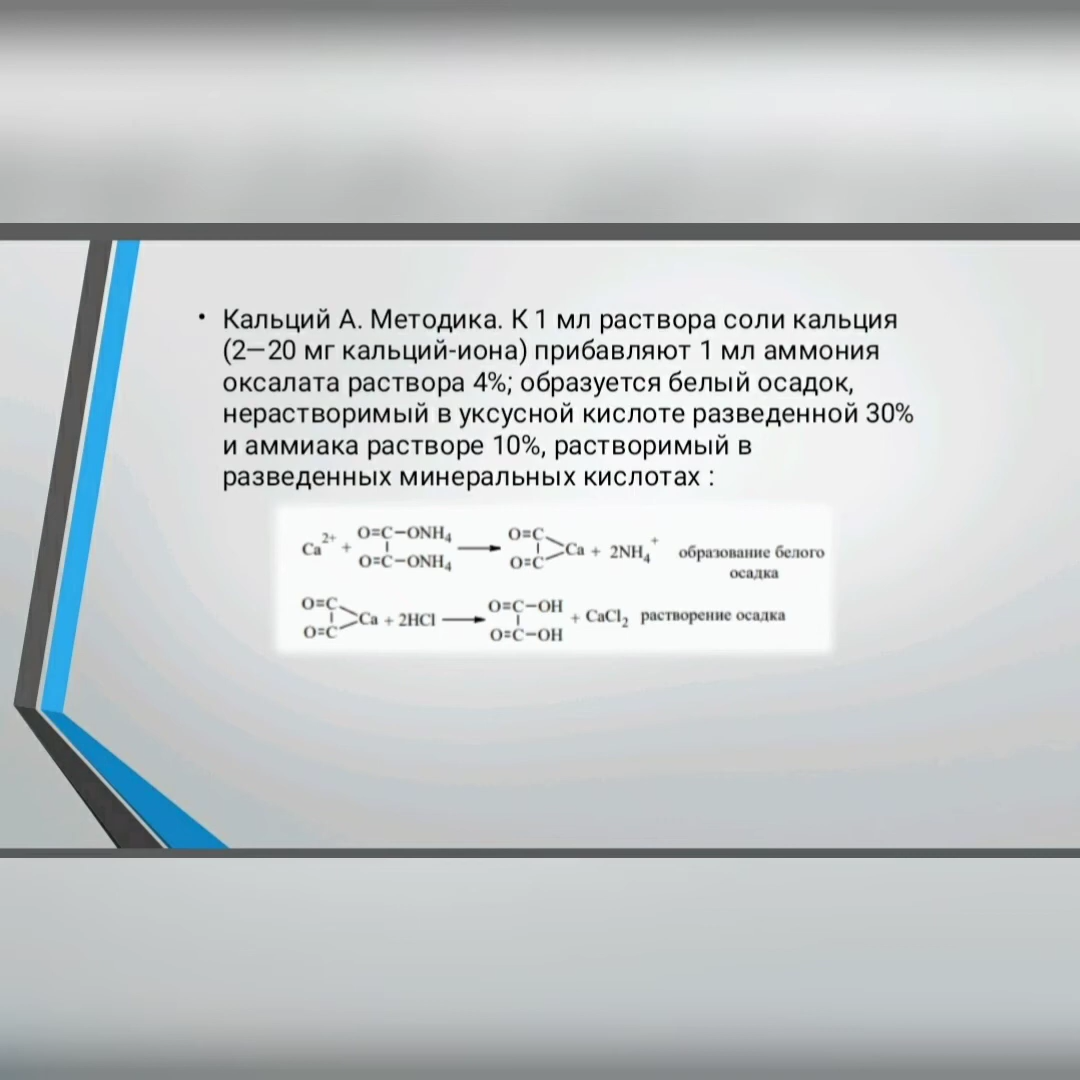 • Кальций А. Методика. К 1 мл раствора соли кальция
(2—20 мг кальций-иона) прибавляют 1 мл аммония
оксалата раствора 4%; образуется белый осадок,
нерастворимый в уксусной кислоте разведенной 30%
и аммиака растворе 10%, растворимый в
разведенных минеральных кислотах :
O=C—ONH₄ O=C
Ca²⁺ + | ⟶ | >Ca + 2NH₄⁺ образование белого
O=C—ONH₄ O=C осадка
O=C O=C—OH
| >Ca + 2HCl ⟶ | + CaCl₂ растворение осадка
O=C O=C—OH